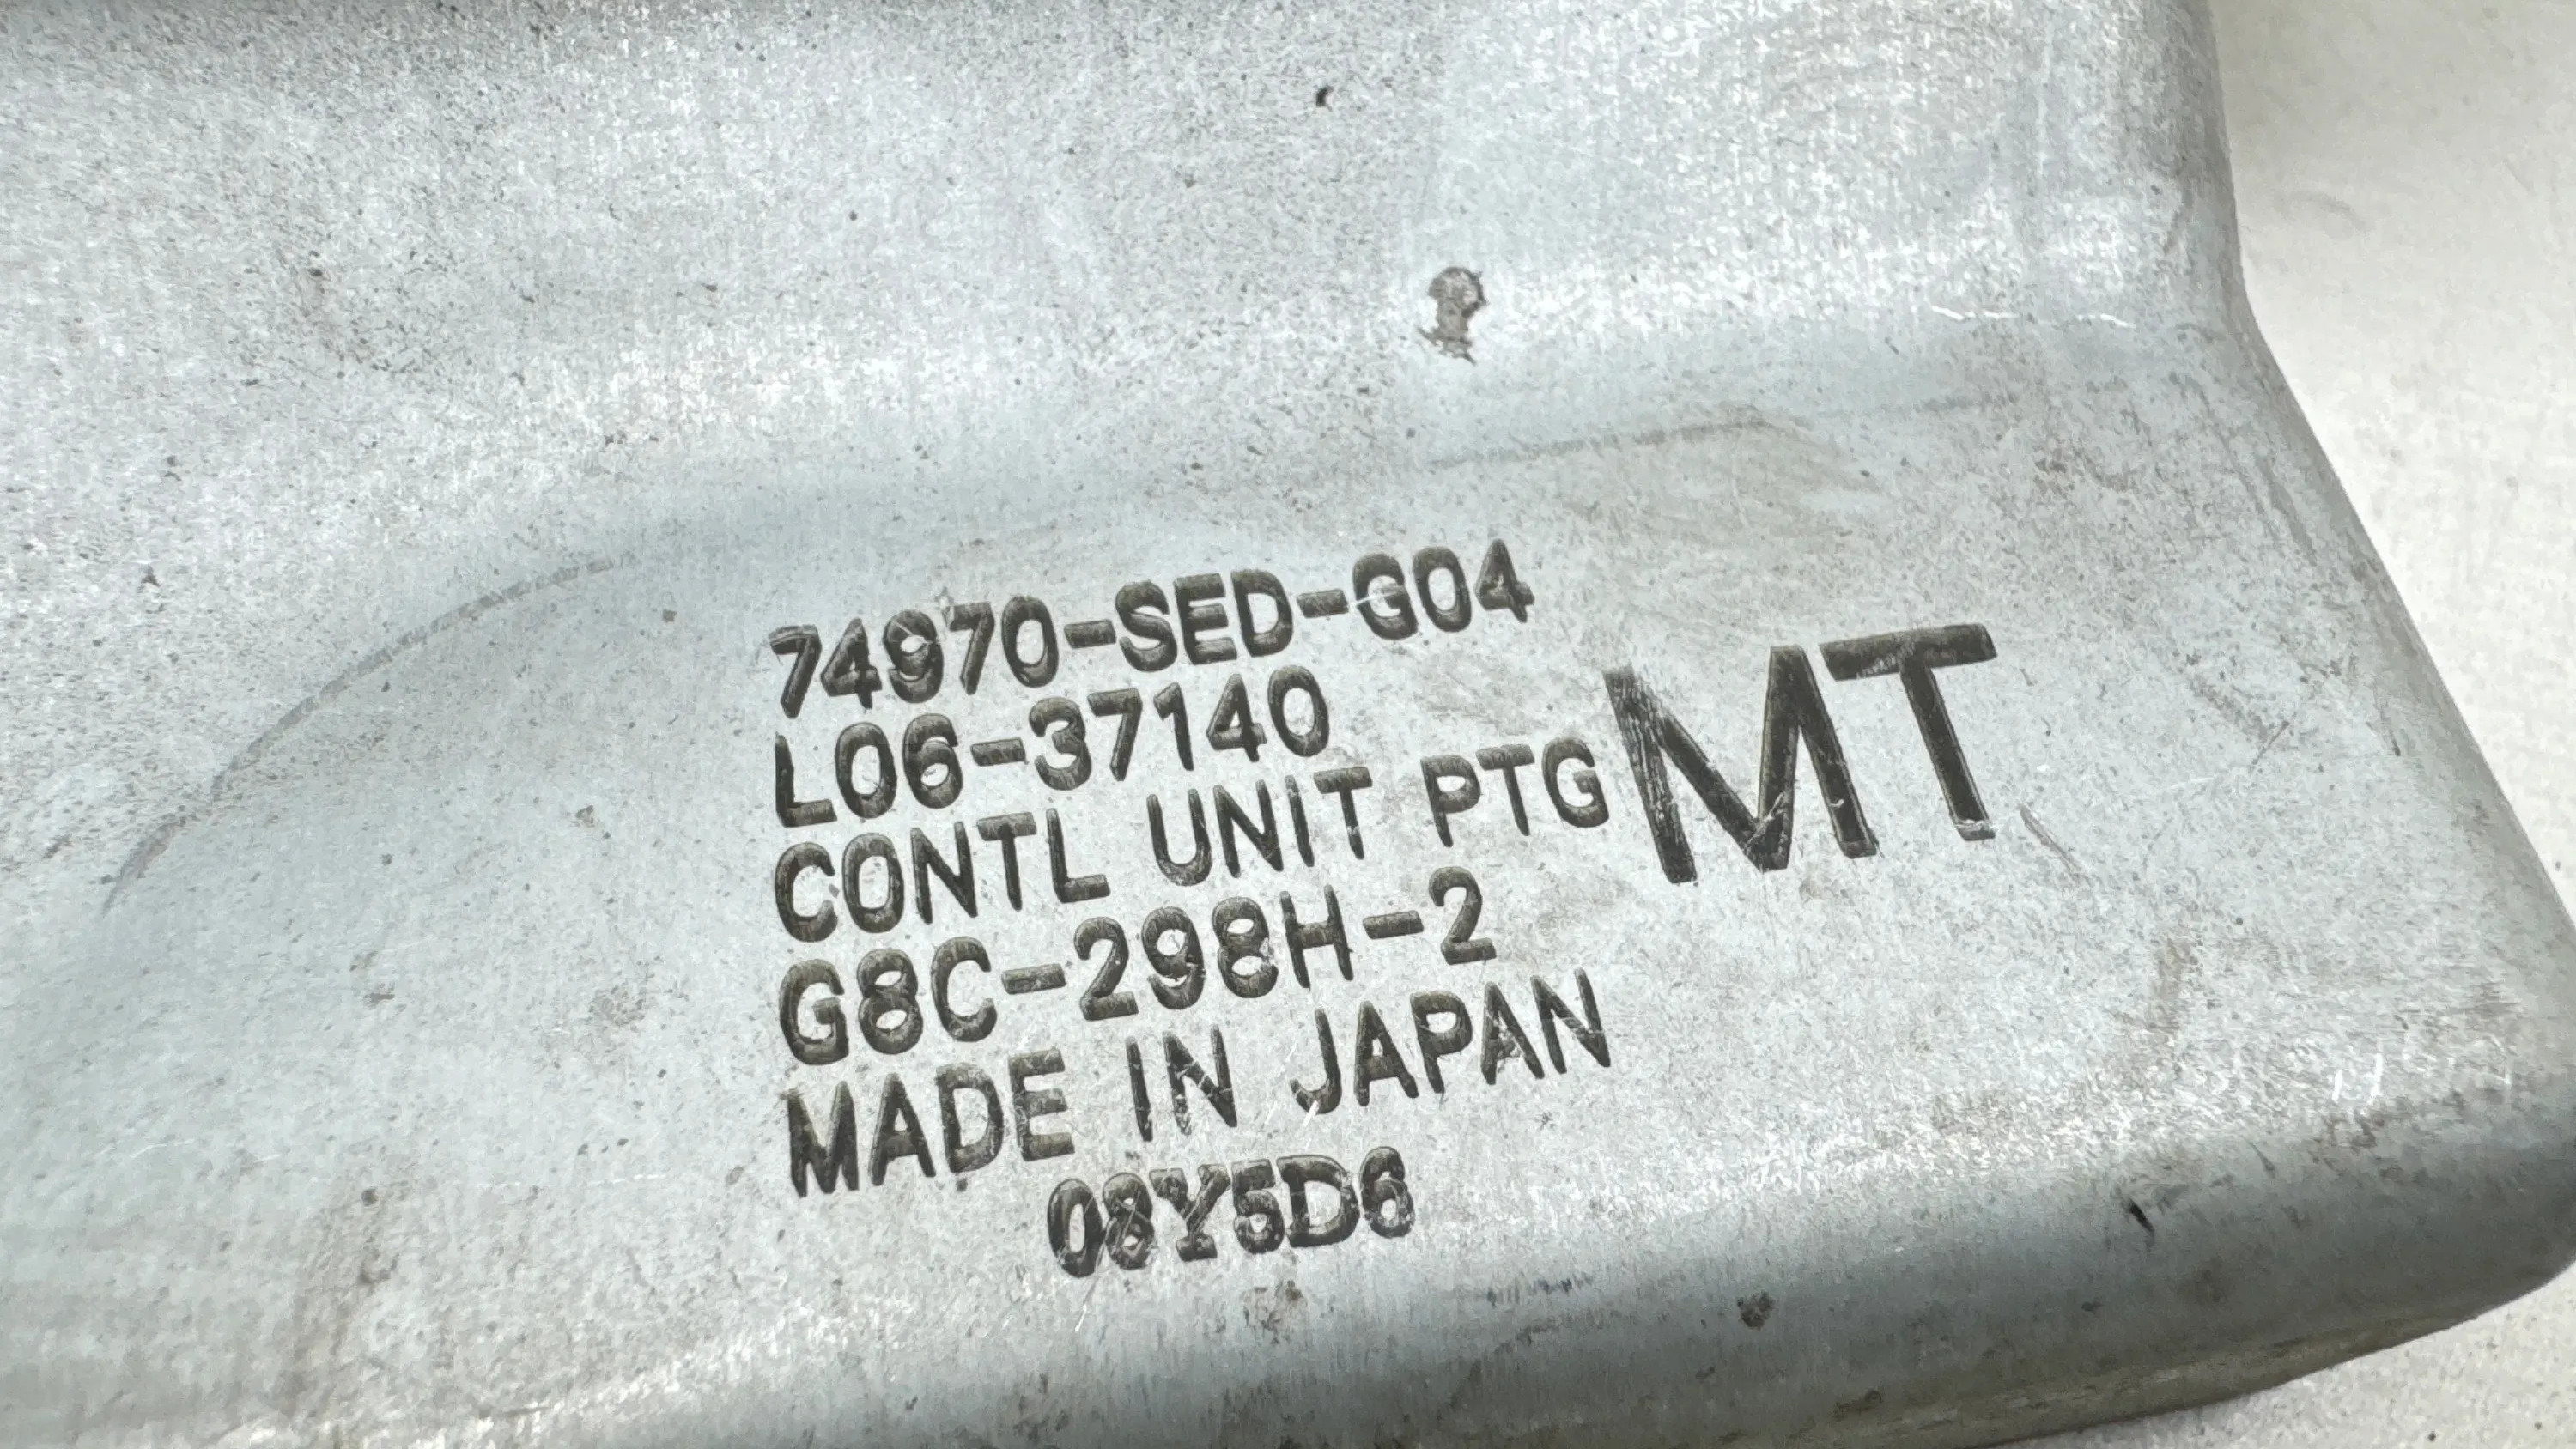 74970-SED-G04
L06-37140
CONTL UNIT PTG
MT
G8C-298H-2
MADE IN JAPAN
08Y5D6